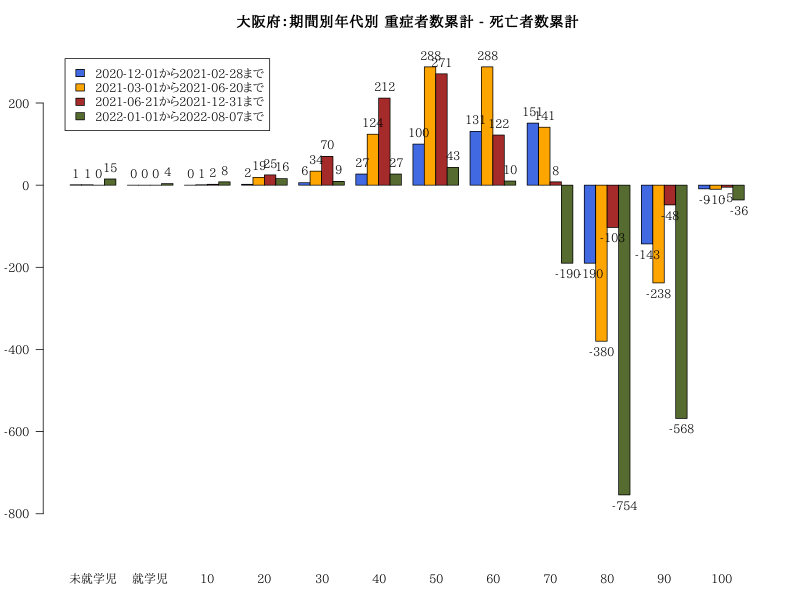 大阪府：期間別年代別 重症者数累計 - 死亡者数累計
2020-12-01から2021-02-28まで
2021-03-01から2021-06-20まで
2021-06-21から2021-12-31まで
2022-01-01から2022-08-07まで
200
0
-200
-400
-600
-800
1 1 0 15
0 0 0 4
0 1 2 8
2 19 25 16
6 34 70 9
27 124 212 27
100 288 271 43
131 288 122 10
151 141 8 -190
-190 -380 -103 -754
-143 -238 -48 -568
-9 -10 -5 -36
未就学児 就学児 10 20 30 40 50 60 70 80 90 100